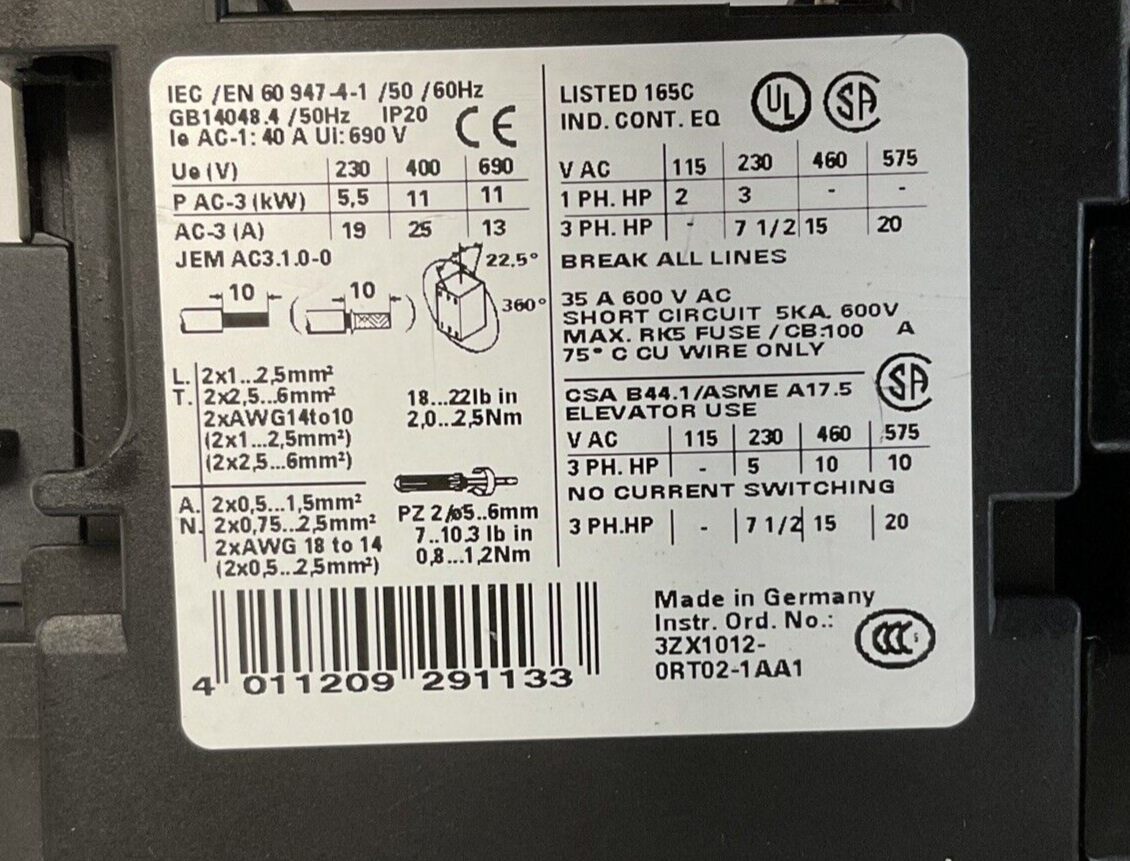 IEC /EN 60 947-4-1 /50 /60Hz
GB14048.4 /50Hz IP20
Ie AC-1: 40 A Ui: 690 V
CE
Ue (V) 230 400 690
P AC-3 (kW) 5,5 11 11
AC-3 (A) 19 25 13
JEM AC3.1.0-0
10 ( 10 ) 22.5° 360°
L. 2x1...2,5mm²
T. 2x2,5...6mm²
2xAWG14to10
(2x1...2,5mm²)
(2x2,5...6mm²)
18...22lb in
2,0...2,5Nm
A. 2x0,5...1,5mm²
N. 2x0,75...2,5mm²
2xAWG 18 to 14
(2x0,5...2,5mm²)
PZ 2/ø5..6mm
7..10.3 lb in
0,8...1,2Nm
4 011209 291133
LISTED 165C
IND. CONT. EQ
UL SA
V AC 115 230 460 575
1 PH. HP 2 3 - -
3 PH. HP - 7 1/2 15 20
BREAK ALL LINES
35 A 600 V AC
SHORT CIRCUIT 5KA, 600V
MAX. RK5 FUSE / CB:100 A
75° C CU WIRE ONLY
SA
CSA B44.1/ASME A17.5
ELEVATOR USE
V AC 115 230 460 575
3 PH. HP - 5 10 10
NO CURRENT SWITCHING
3 PH.HP - 7 1/2 15 20
Made in Germany
Instr. Ord. No.:
3ZX1012-
0RT02-1AA1
CCC S